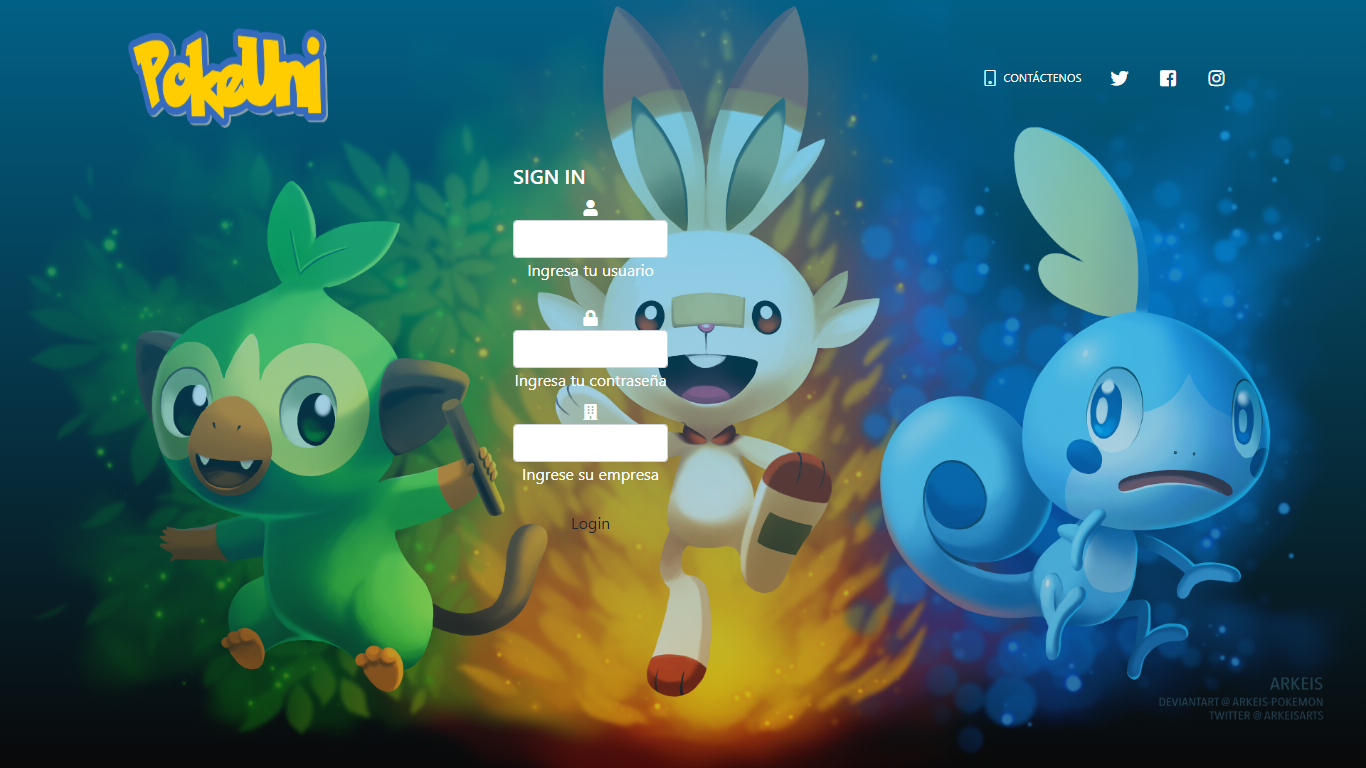 PokeUni
CONTÁCTENOS
SIGN IN
Ingresa tu usuario
Ingresa tu contraseña
Ingrese su empresa
Login
ARKEIS
DEVIANTART @ ARKEIS-POKEMON
TWITTER @ ARKEISARTS